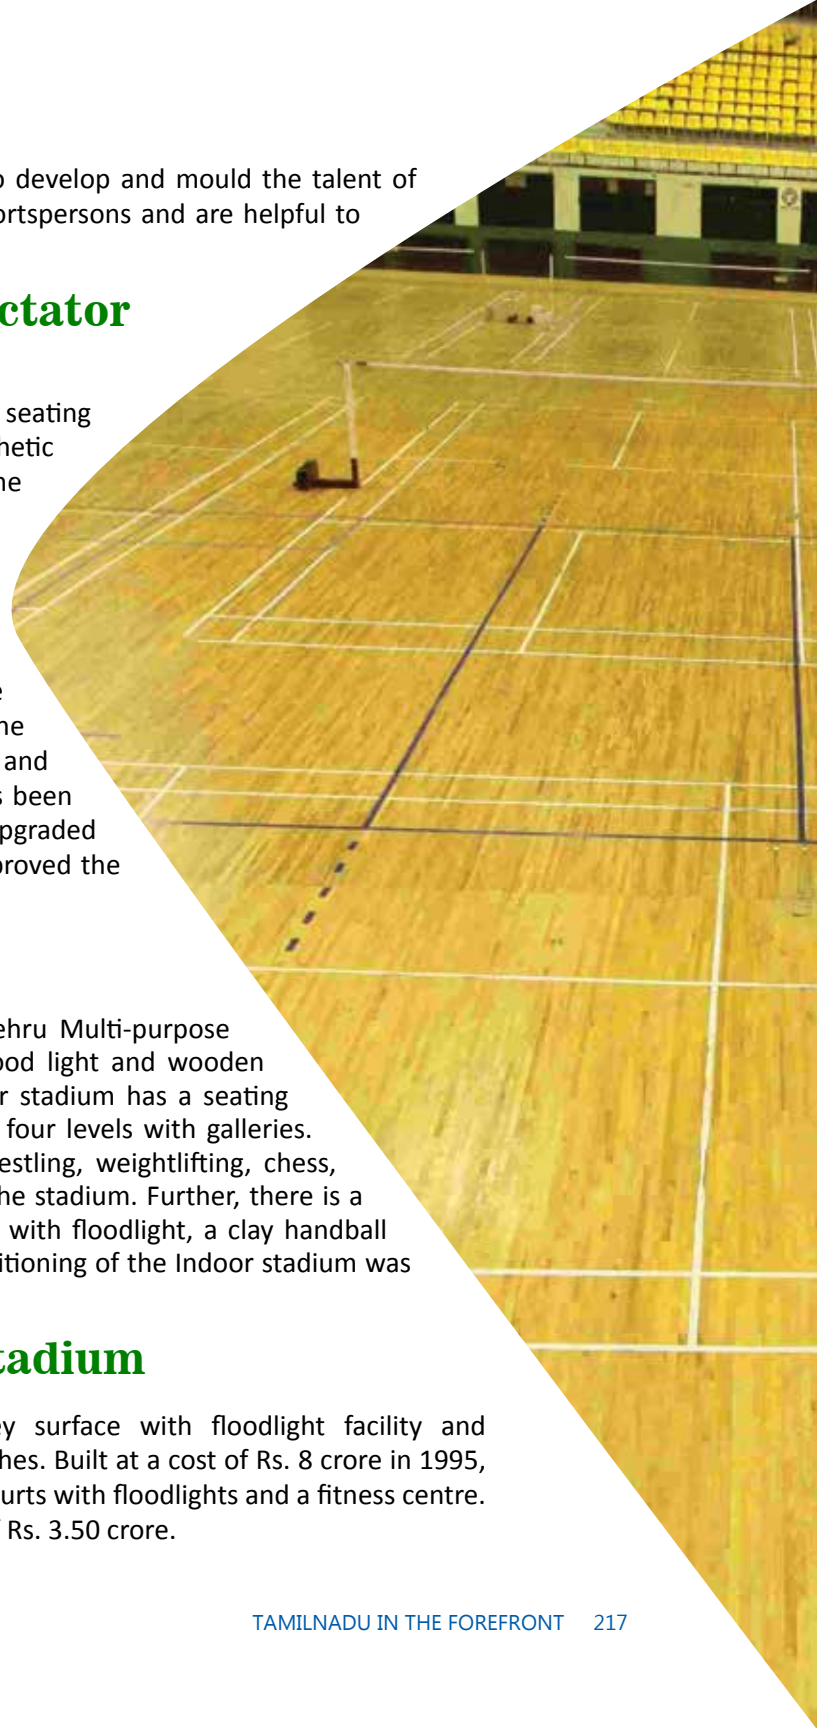 develop and mould the talent of
ortspersons and are helpful to
ctator
seating
hetic
ne
e
he
and
s been
pgraded
proved the
ehru Multi-purpose
ood light and wooden
r stadium has a seating
four levels with galleries.
estling, weightlifting, chess,
he stadium. Further, there is a
with floodlight, a clay handball
itioning of the Indoor stadium was
tadium
ey surface with floodlight facility and
hes. Built at a cost of Rs. 8 crore in 1995,
urts with floodlights and a fitness centre.
Rs. 3.50 crore.
TAMILNADU IN THE FOREFRONT 217